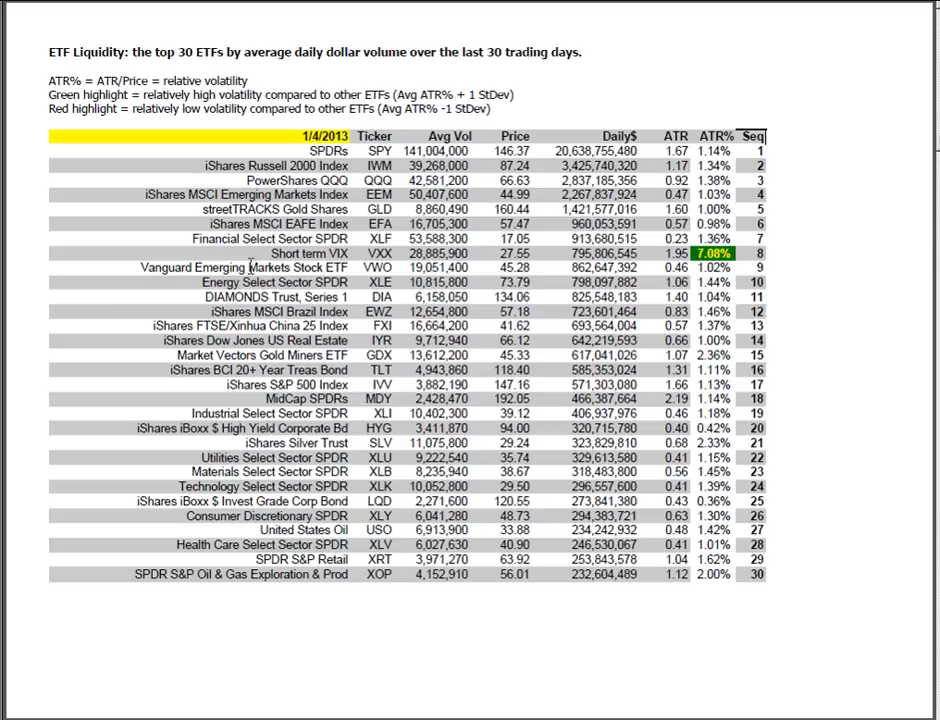 ETF Liquidity: the top 30 ETFs by average daily dollar volume over the last 30 trading days.
ATR% = ATR/Price = relative volatility
Green highlight = relatively high volatility compared to other ETFs (Avg ATR% + 1 StDev)
Red highlight = relatively low volatility compared to other ETFs (Avg ATR% -1 StDev)
1/4/2013 Ticker Avg Vol Price Daily$ ATR ATR% Seq
SPDRs SPY 141,004,000 146.37 20,638,755,480 1.67 1.14% 1
iShares Russell 2000 Index IWM 39,268,000 87.24 3,425,740,320 1.17 1.34% 2
PowerShares QQQ QQQ 42,581,200 66.63 2,837,185,356 0.92 1.38% 3
iShares MSCI Emerging Markets Index EEM 50,407,600 44.99 2,267,837,924 0.47 1.03% 4
streetTRACKS Gold Shares GLD 8,860,490 160.44 1,421,577,016 1.60 1.00% 5
iShares MSCI EAFE Index EFA 16,705,300 57.47 960,053,591 0.57 0.98% 6
Financial Select Sector SPDR XLF 53,588,300 17.05 913,680,515 0.23 1.36% 7
Short term VIX VXX 28,885,900 27.55 795,806,545 1.95 7.08% 8
Vanguard Emerging Markets Stock ETF VWO 19,051,400 45.28 862,647,392 0.46 1.02% 9
Energy Select Sector SPDR XLE 10,815,800 73.79 798,097,882 1.06 1.44% 10
DIAMONDS Trust, Series 1 DIA 6,158,050 134.06 825,548,183 1.40 1.04% 11
iShares MSCI Brazil Index EWZ 12,654,800 57.18 723,601,464 0.83 1.46% 12
iShares FTSE/Xinhua China 25 Index FXI 16,664,200 41.62 693,564,004 0.57 1.37% 13
iShares Dow Jones US Real Estate IYR 9,712,940 66.12 642,219,593 0.66 1.00% 14
Market Vectors Gold Miners ETF GDX 13,612,200 45.33 617,041,026 1.07 2.36% 15
iShares BCI 20+ Year Treas Bond TLT 4,943,860 118.40 585,353,024 1.31 1.11% 16
iShares S&P 500 Index IVV 3,882,190 147.16 571,303,080 1.66 1.13% 17
MidCap SPDRs MDY 2,428,470 192.05 466,387,664 2.19 1.14% 18
Industrial Select Sector SPDR XLI 10,402,300 39.12 406,937,976 0.46 1.18% 19
iShares iBoxx $ High Yield Corporate Bd HYG 3,411,870 94.00 320,715,780 0.40 0.42% 20
iShares Silver Trust SLV 11,075,800 29.24 323,829,810 0.68 2.33% 21
Utilities Select Sector SPDR XLU 9,222,540 35.74 329,613,580 0.41 1.15% 22
Materials Select Sector SPDR XLB 8,235,940 38.67 318,483,800 0.56 1.45% 23
Technology Select Sector SPDR XLK 10,052,800 29.50 296,557,600 0.41 1.39% 24
iShares iBoxx $ Invest Grade Corp Bond LQD 2,271,600 120.55 273,841,380 0.43 0.36% 25
Consumer Discretionary SPDR XLY 6,041,280 48.73 294,383,721 0.63 1.30% 26
United States Oil USO 6,913,900 33.88 234,242,932 0.48 1.42% 27
Health Care Select Sector SPDR XLV 6,027,630 40.90 246,530,067 0.41 1.01% 28
SPDR S&P Retail XRT 3,971,270 63.92 253,843,578 1.04 1.62% 29
SPDR S&P Oil & Gas Exploration & Prod XOP 4,152,910 56.01 232,604,489 1.12 2.00% 30